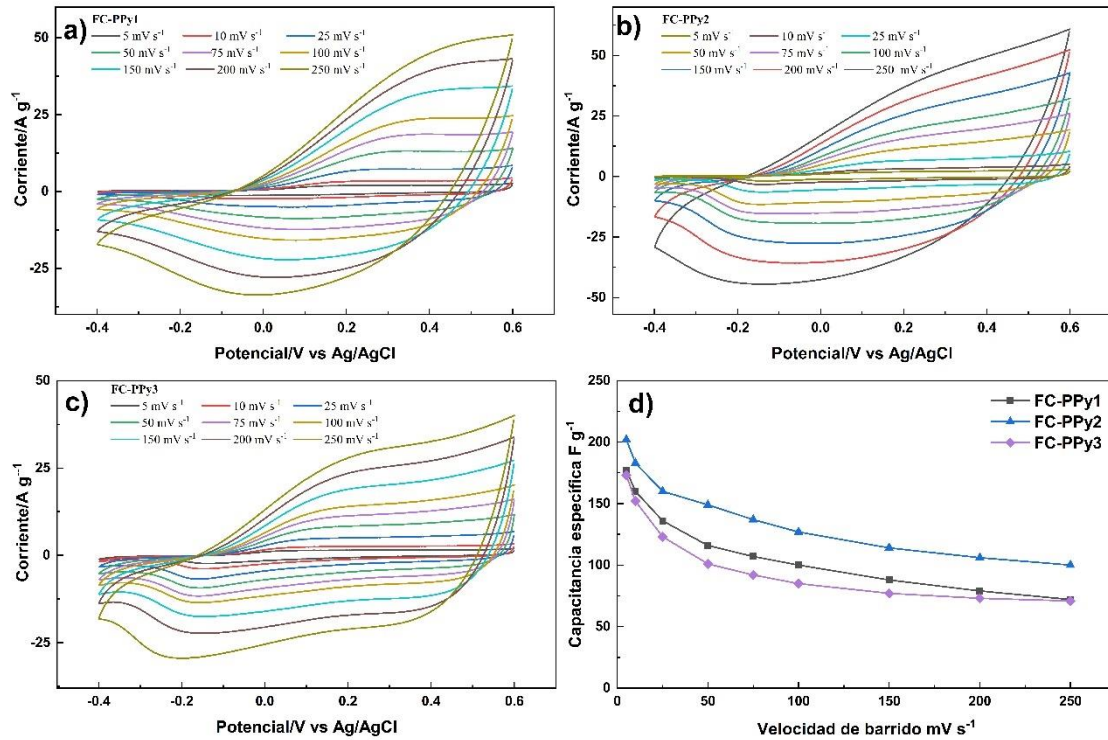 a)
FC-PPy1
5 mV s⁻¹ 10 mV s⁻¹ 25 mV s⁻¹
50 mV s⁻¹ 75 mV s⁻¹ 100 mV s⁻¹
150 mV s⁻¹ 200 mV s⁻¹ 250 mV s⁻¹
Corriente/A g⁻¹
50
25
0
-25
-0.4 -0.2 0.0 0.2 0.4 0.6
Potencial/V vs Ag/AgCl
b)
FC-PPy2
5 mV s⁻ 10 mV s⁻¹ 25 mV s⁻¹
50 mV s⁻¹ 75 mV s⁻¹ 100 mV s⁻¹
150 mV s⁻¹ 200 mV s⁻¹ 250 mV s⁻¹
Corriente/A g⁻¹
50
25
0
-25
-50
-0.4 -0.2 0.0 0.2 0.4 0.6
Potencial/V vs Ag/AgCl
c)
FC-PPy3
5 mV s⁻¹ 10 mV s⁻¹ 25 mV s⁻¹
50 mV s⁻¹ 75 mV s⁻¹ 100 mV s⁻¹
150 mV s⁻¹ 200 mV s⁻¹ 250 mV s⁻¹
Corriente/A g⁻¹
50
25
0
-25
-0.4 -0.2 0.0 0.2 0.4 0.6
Potencial/V vs Ag/AgCl
d)
FC-PPy1
FC-PPy2
FC-PPy3
Capacitancia específica F g⁻¹
250
200
150
100
50
0
0 50 100 150 200 250
Velocidad de barrido mV s⁻¹